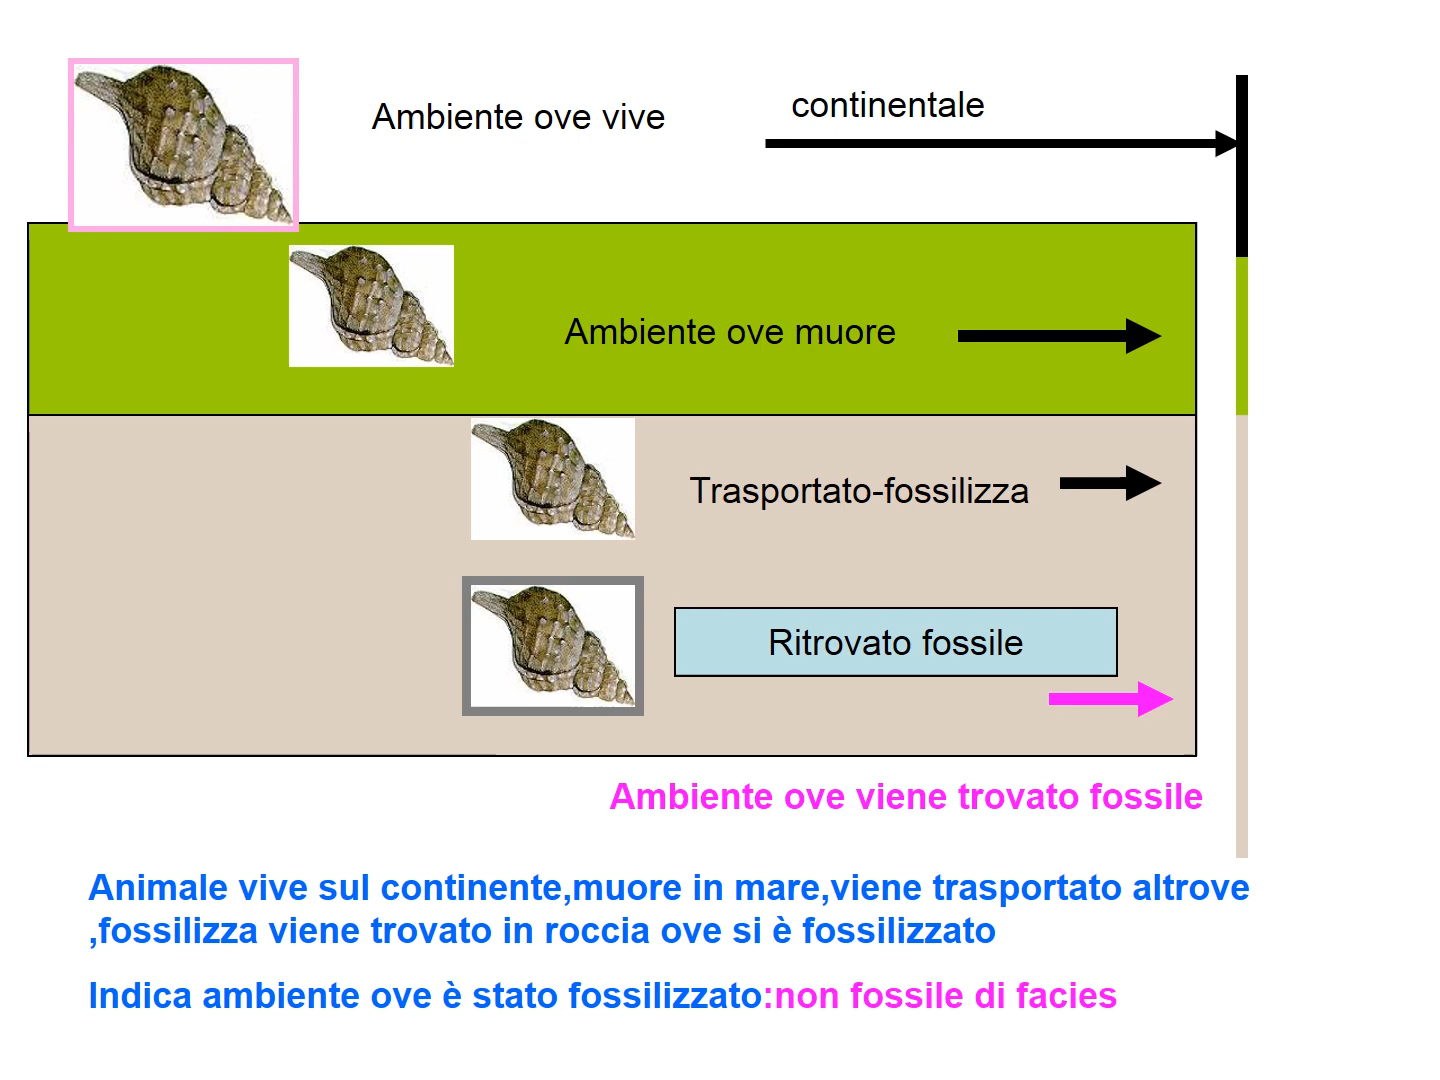 Ambiente ove vive
continentale
Ambiente ove muore
Trasportato-fossilizza
Ritrovato fossile
Ambiente ove viene trovato fossile
Animale vive sul continente,muore in mare,viene trasportato altrove
,fossilizza viene trovato in roccia ove si è fossilizzato
Indica ambiente ove è stato fossilizzato:non fossile di facies